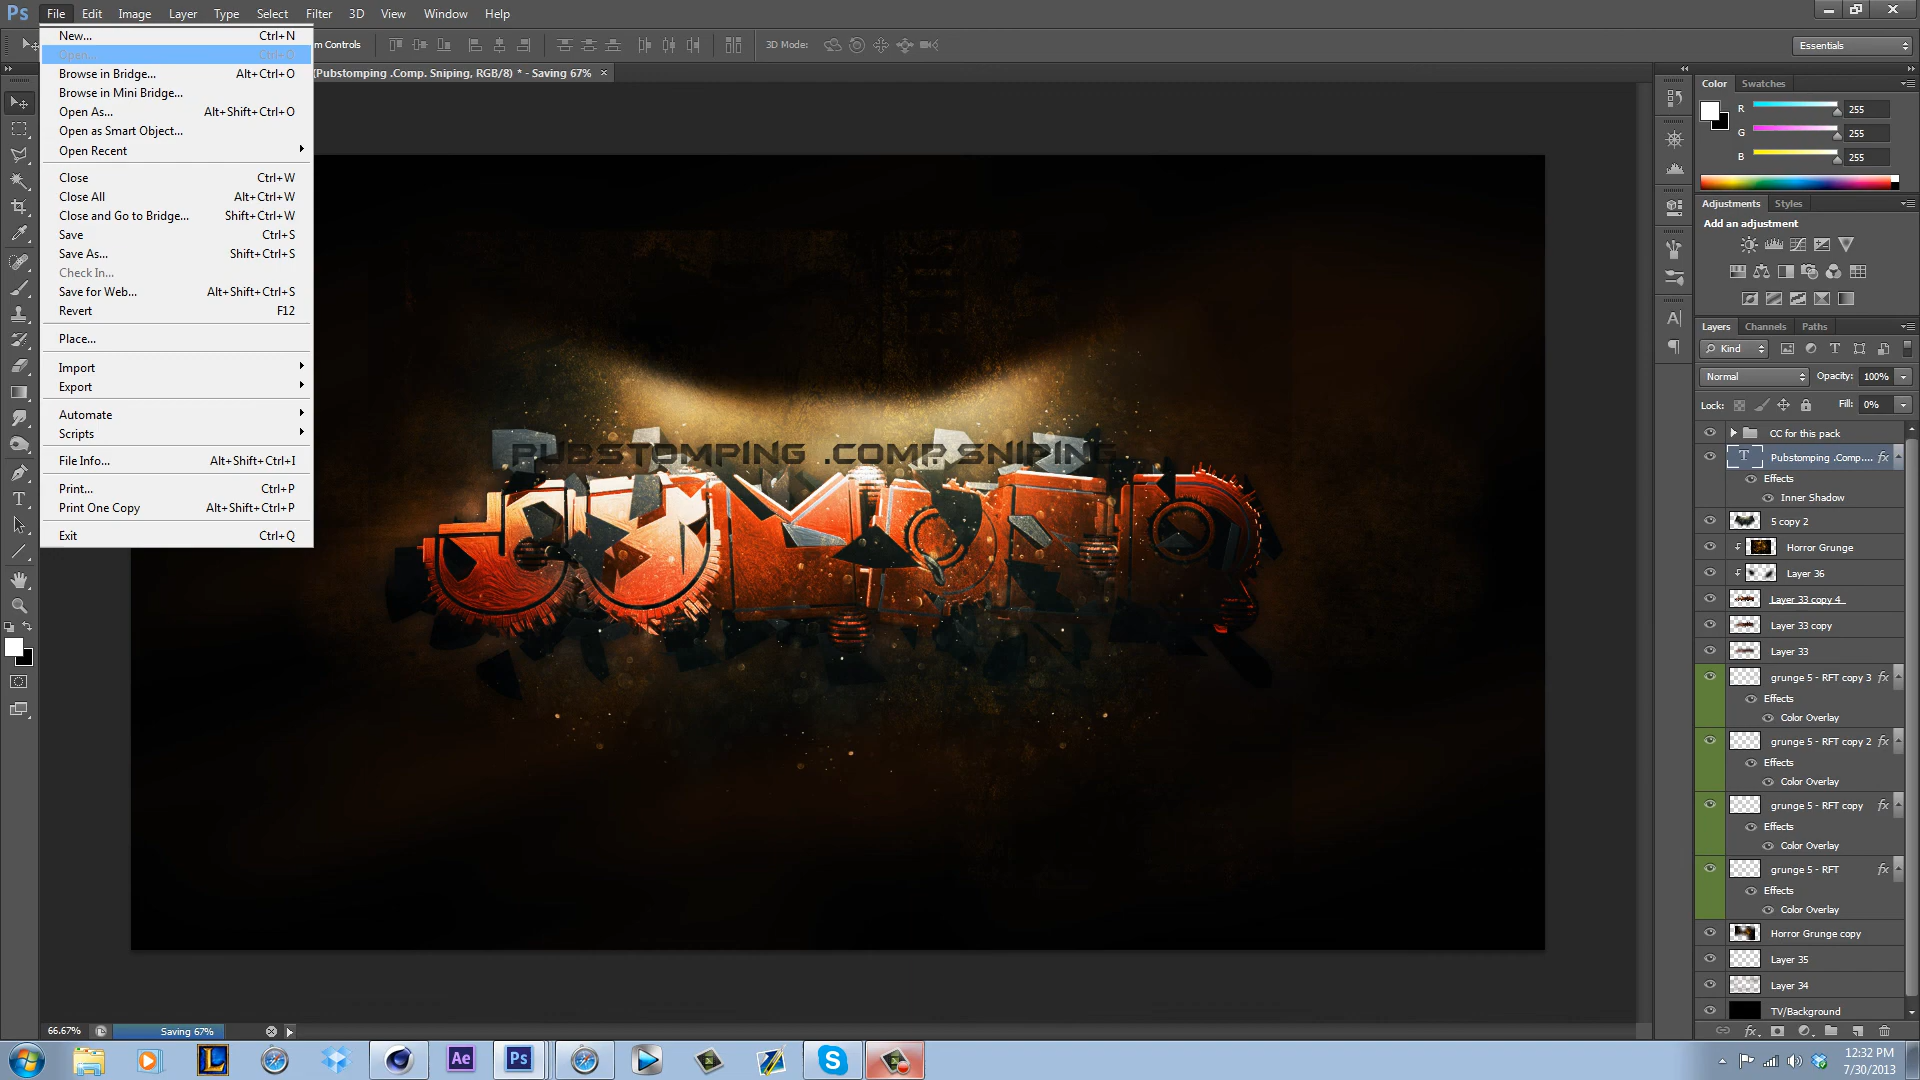 Ps File Edit Image Layer Type Select Filter 3D View Window Help
m Controls 3D Mode: Essentials
(Pubstomping .Comp. Sniping, RGB/8) * - Saving 67% ×
New... Ctrl+N
Open... Ctrl+O
Browse in Bridge... Alt+Ctrl+O
Browse in Mini Bridge...
Open As... Alt+Shift+Ctrl+O
Open as Smart Object...
Open Recent
Close Ctrl+W
Close All Alt+Ctrl+W
Close and Go to Bridge... Shift+Ctrl+W
Save Ctrl+S
Save As... Shift+Ctrl+S
Check In...
Save for Web... Alt+Shift+Ctrl+S
Revert F12
Place...
Import
Export
Automate
Scripts
File Info... Alt+Shift+Ctrl+I
Print... Ctrl+P
Print One Copy Alt+Shift+Ctrl+P
Exit Ctrl+Q
PUBSTOMPING .COMP. SNIPING
Color Swatches
R 255
G 255
B 255
Adjustments Styles
Add an adjustment
Layers Channels Paths
Kind
Normal Opacity: 100%
Lock: Fill: 0%
CC for this pack
Pubstomping .Comp.... fx
Effects
Inner Shadow
5 copy 2
Horror Grunge
Layer 36
Layer 33 copy 4
Layer 33 copy
Layer 33
grunge 5 - RFT copy 3 fx
Effects
Color Overlay
grunge 5 - RFT copy 2 fx
Effects
Color Overlay
grunge 5 - RFT copy fx
Effects
Color Overlay
grunge 5 - RFT fx
Effects
Color Overlay
Horror Grunge copy
Layer 35
Layer 34
TV/Background
66.67% Saving 67%
L Ae Ps S
12:32 PM
7/30/2013